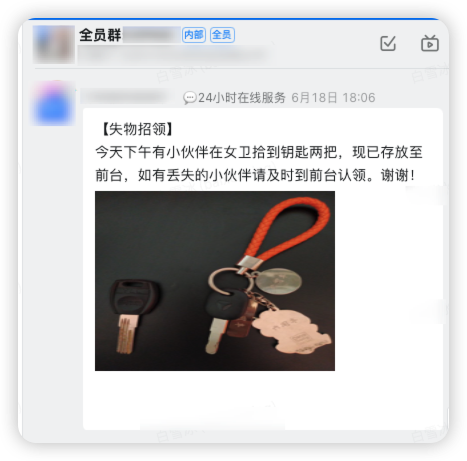 全员群 内部 全员
24小时在线服务 6月18日 18:06
【失物招领】
今天下午有小伙伴在女卫拾到钥匙两把，现已存放至
前台，如有丢失的小伙伴请及时到前台认领。谢谢！